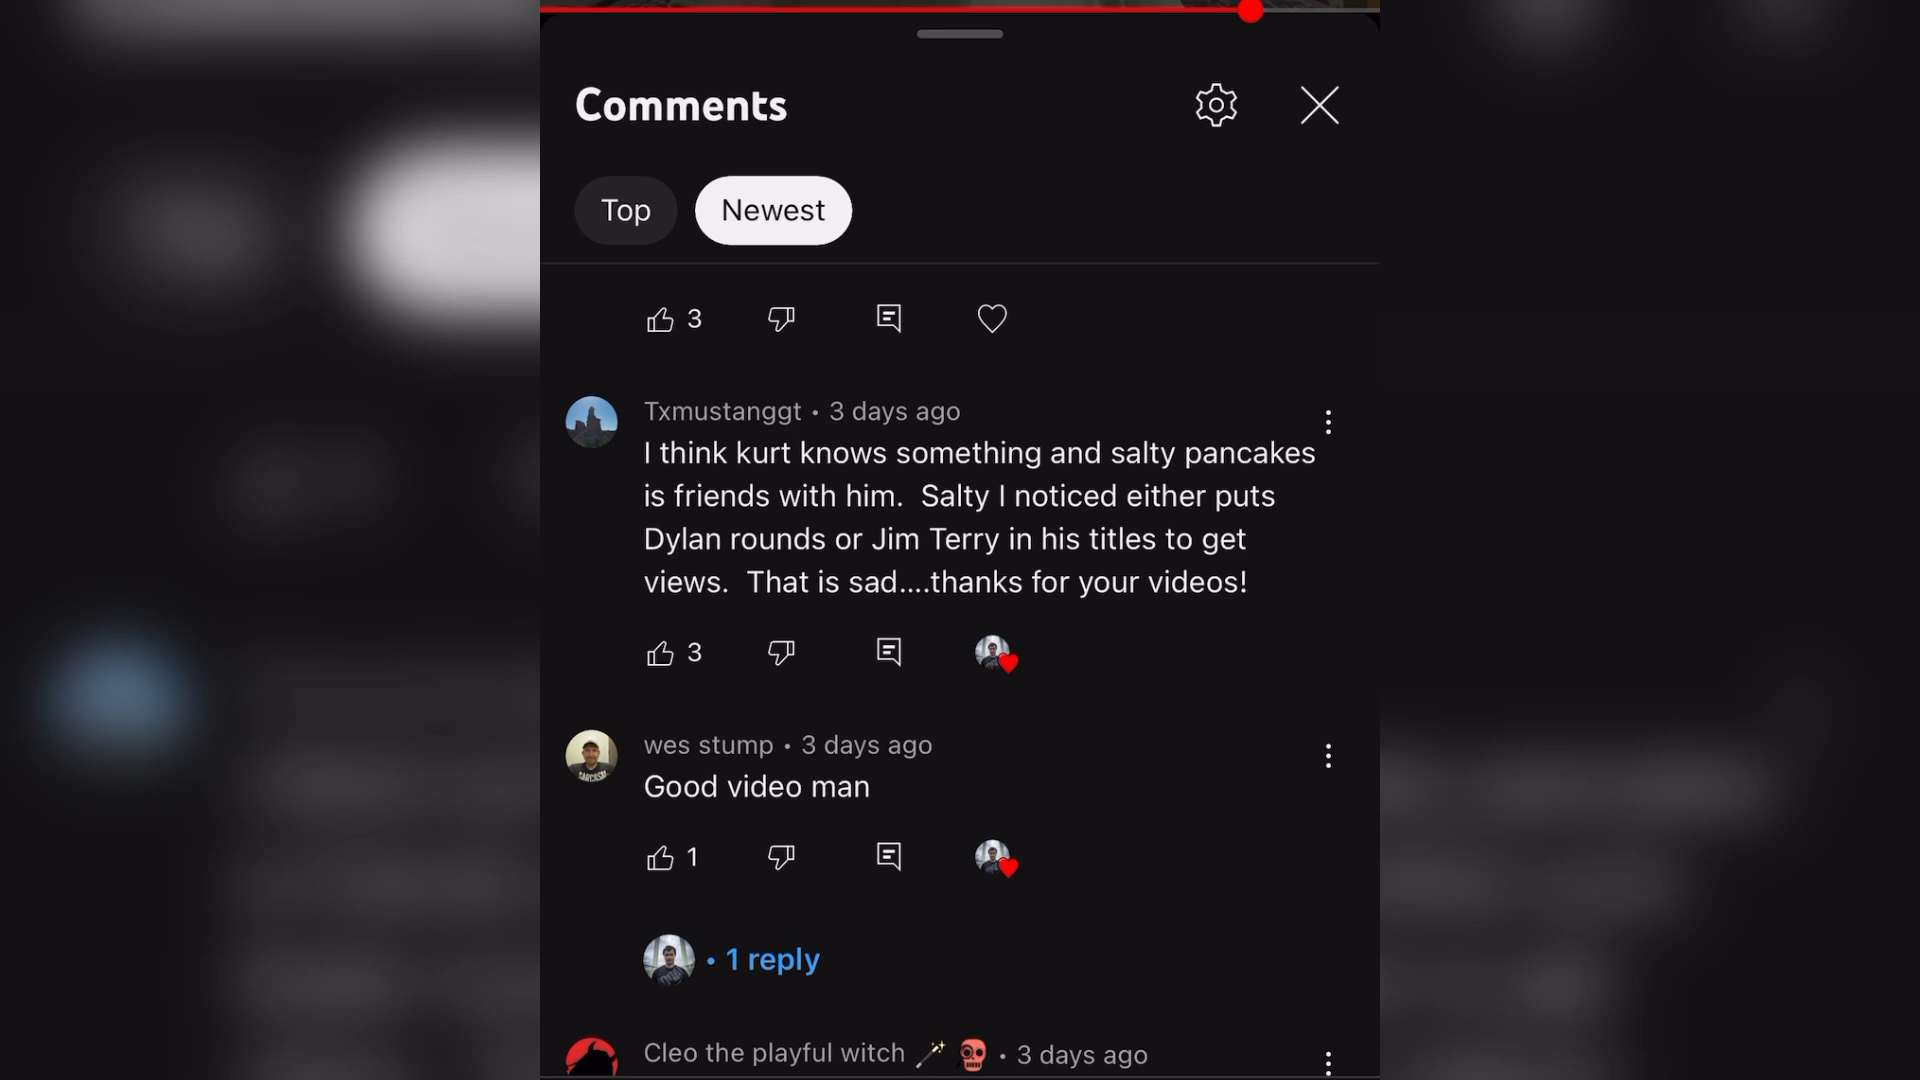 Comments
Top
Newest
3
Txmustanggt • 3 days ago
I think kurt knows something and salty pancakes
is friends with him.  Salty I noticed either puts
Dylan rounds or Jim Terry in his titles to get
views.  That is sad....thanks for your videos!
3
wes stump • 3 days ago
Good video man
1
• 1 reply
Cleo the playful witch • 3 days ago